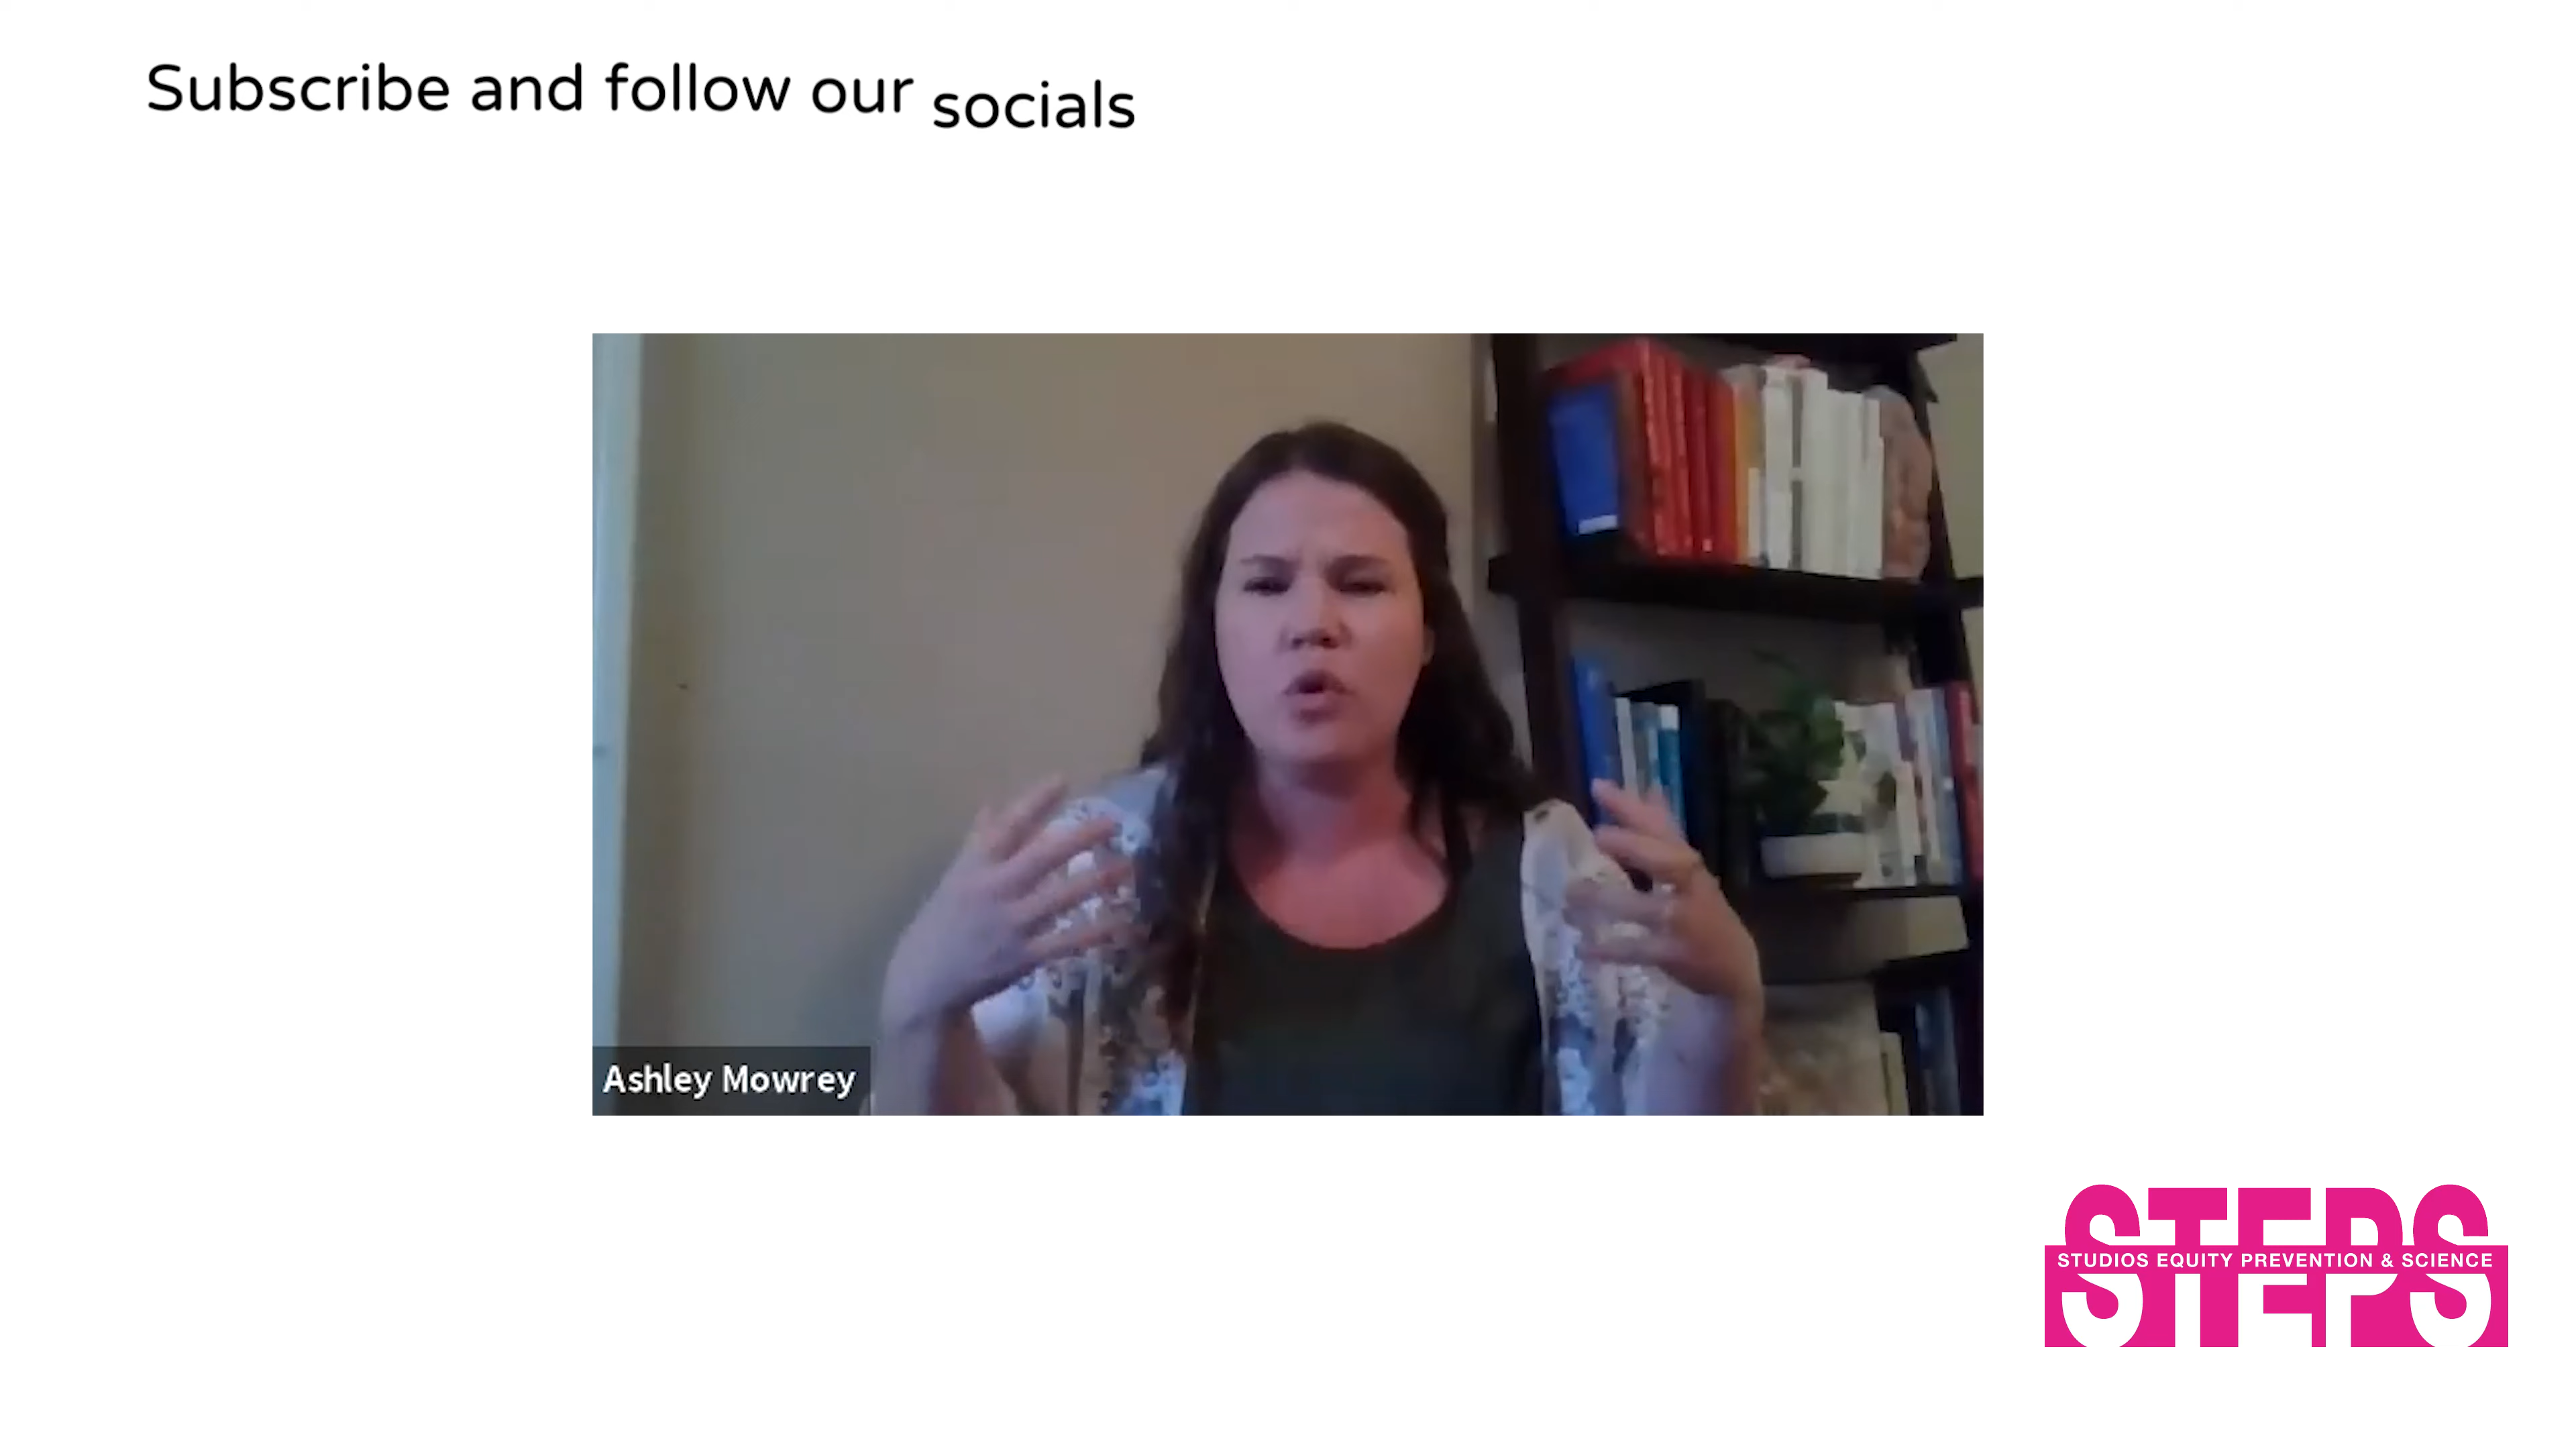 Subscribe and follow our socials
Ashley Mowrey
STEPS
STUDIOS EQUITY PREVENTION & SCIENCE